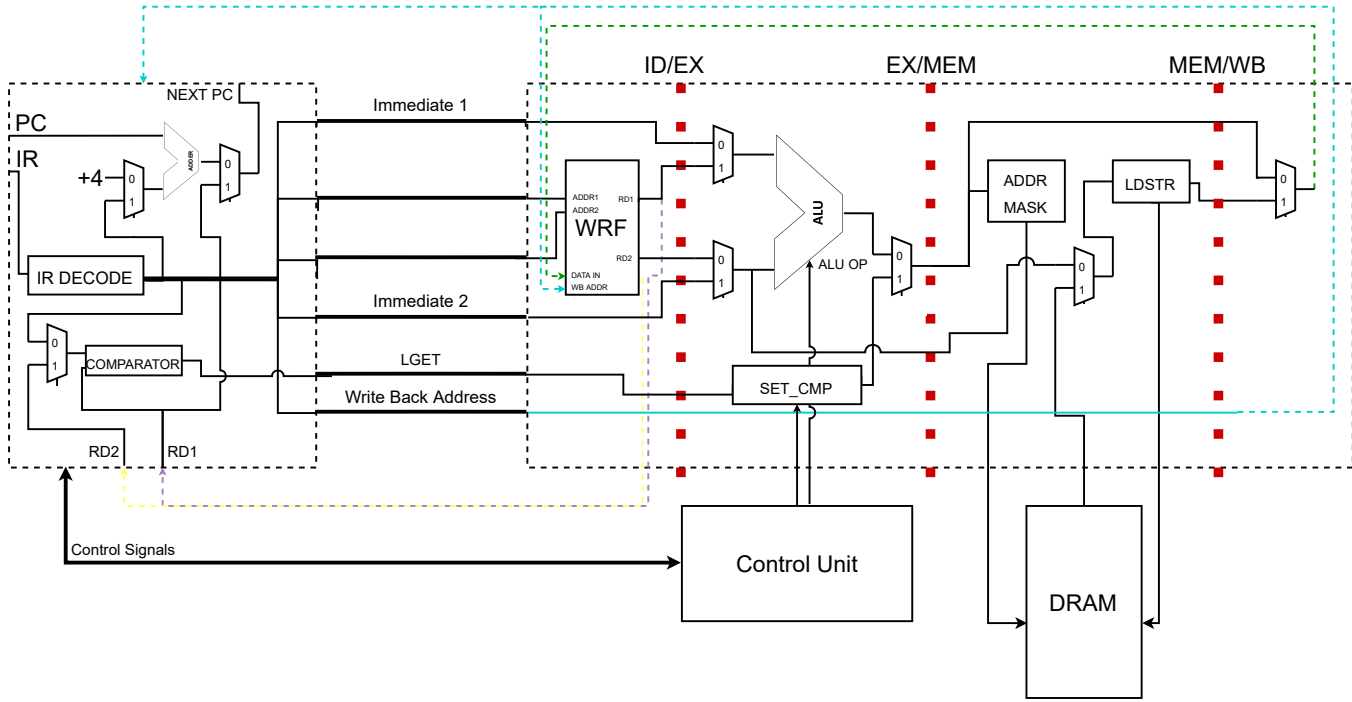 ID/EX
EX/MEM
MEM/WB
NEXT PC
Immediate 1
PC
ADDER
0
1
0
1
IR
+4
0
1
ADDR1
ADDR2
WRF
RD1
RD2
DATA IN
WB ADDR
ALU
ADDR
MASK
LDSTR
0
1
IR DECODE
0
1
ALU OP
0
1
0
1
Immediate 2
0
1
COMPARATOR
LGET
SET_CMP
Write Back Address
RD2
RD1
Control Signals
Control Unit
DRAM